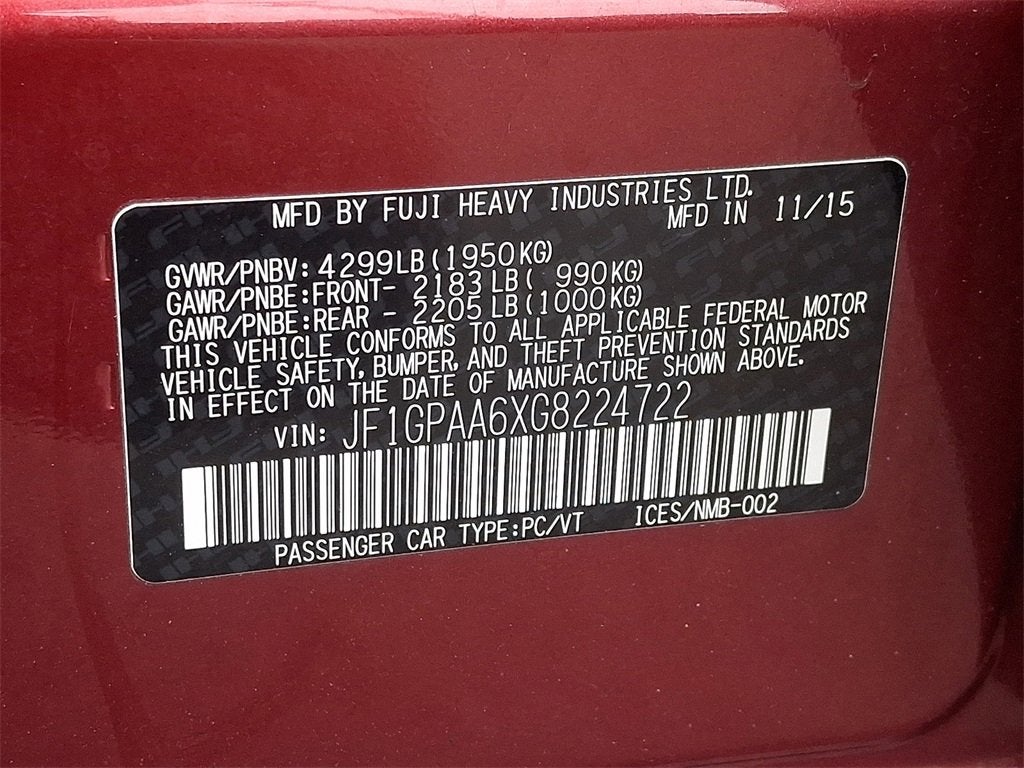 MFD BY FUJI HEAVY INDUSTRIES LTD.
MFD IN 11/15
GVWR/PNBV: 4299LB(1950KG)
GAWR/PNBE:FRONT- 2183LB( 990KG)
GAWR/PNBE:REAR - 2205LB(1000KG)
THIS VEHICLE CONFORMS TO ALL APPLICABLE FEDERAL MOTOR
VEHICLE SAFETY, BUMPER, AND THEFT PREVENTION STANDARDS
IN EFFECT ON THE DATE OF MANUFACTURE SHOWN ABOVE.
VIN: JF1GPAA6XG8224722
PASSENGER CAR TYPE:PC/VT ICES/NMB-002